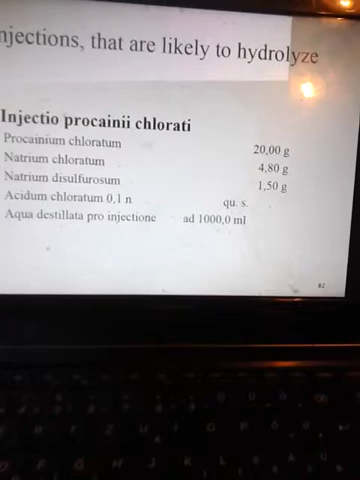 njections, that are likely to hydrolyze
Injectio procainii chlorati
Procainium chloratum 20,00 g
Natrium chloratum 4,80 g
Natrium disulfurosum 1,50 g
Acidum chloratum 0,1 n qu. s.
Aqua destillata pro injectione ad 1000,0 ml
82